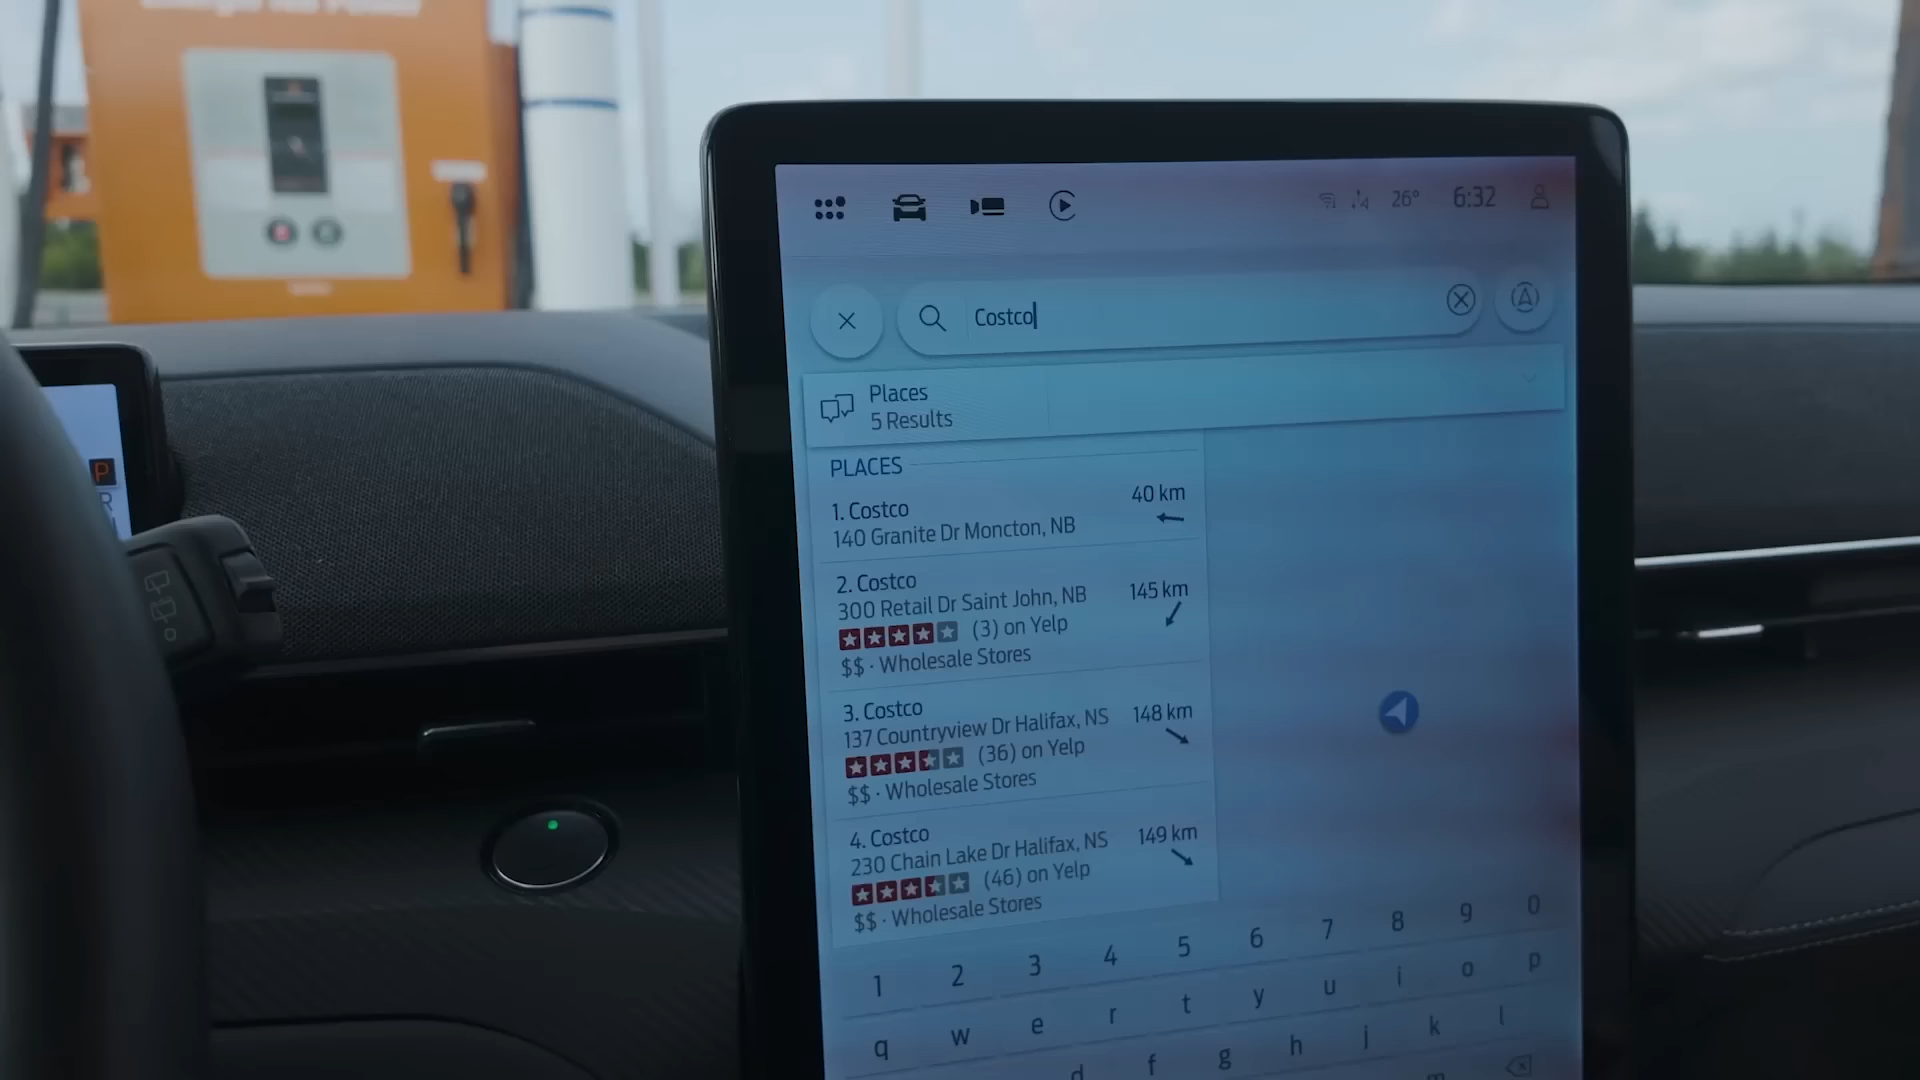 26°
6:32
Costco
Places
5 Results
PLACES
1. Costco
40 km
140 Granite Dr Moncton, NB
2. Costco
145 km
300 Retail Dr Saint John, NB
(3) on Yelp
$$ · Wholesale Stores
3. Costco
148 km
137 Countryview Dr Halifax, NS
(36) on Yelp
$$ · Wholesale Stores
4. Costco
149 km
230 Chain Lake Dr Halifax, NS
(46) on Yelp
$$ · Wholesale Stores
1 2 3 4 5 6 7 8 9 0
q w e r t y u i o p
d f g h j k l
m
P
R